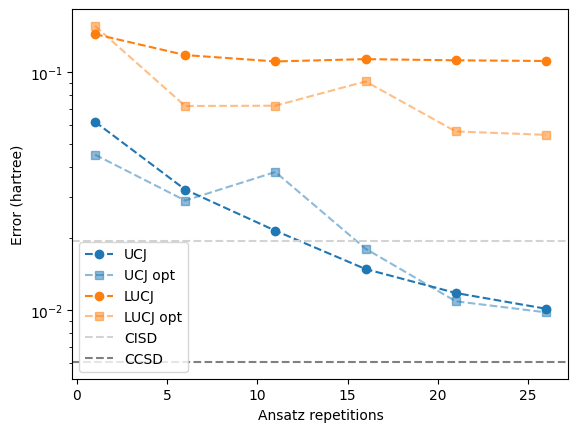 Error (hartree)
10⁻¹
10⁻²
UCJ
UCJ opt
LUCJ
LUCJ opt
CISD
CCSD
0 5 10 15 20 25
Ansatz repetitions